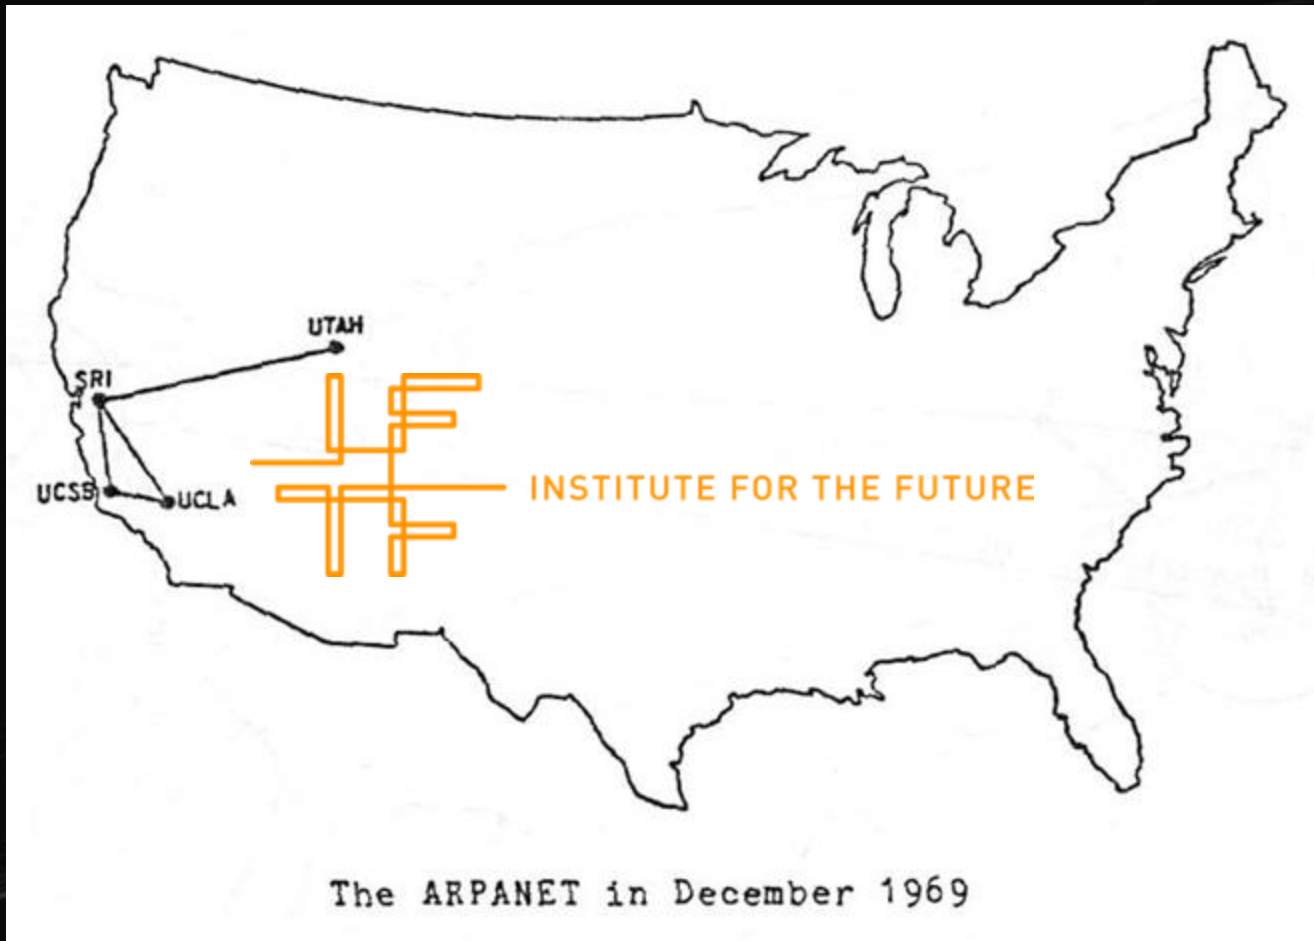 UTAH
SRI
UCSB
UCLA
INSTITUTE FOR THE FUTURE
The ARPANET in December 1969